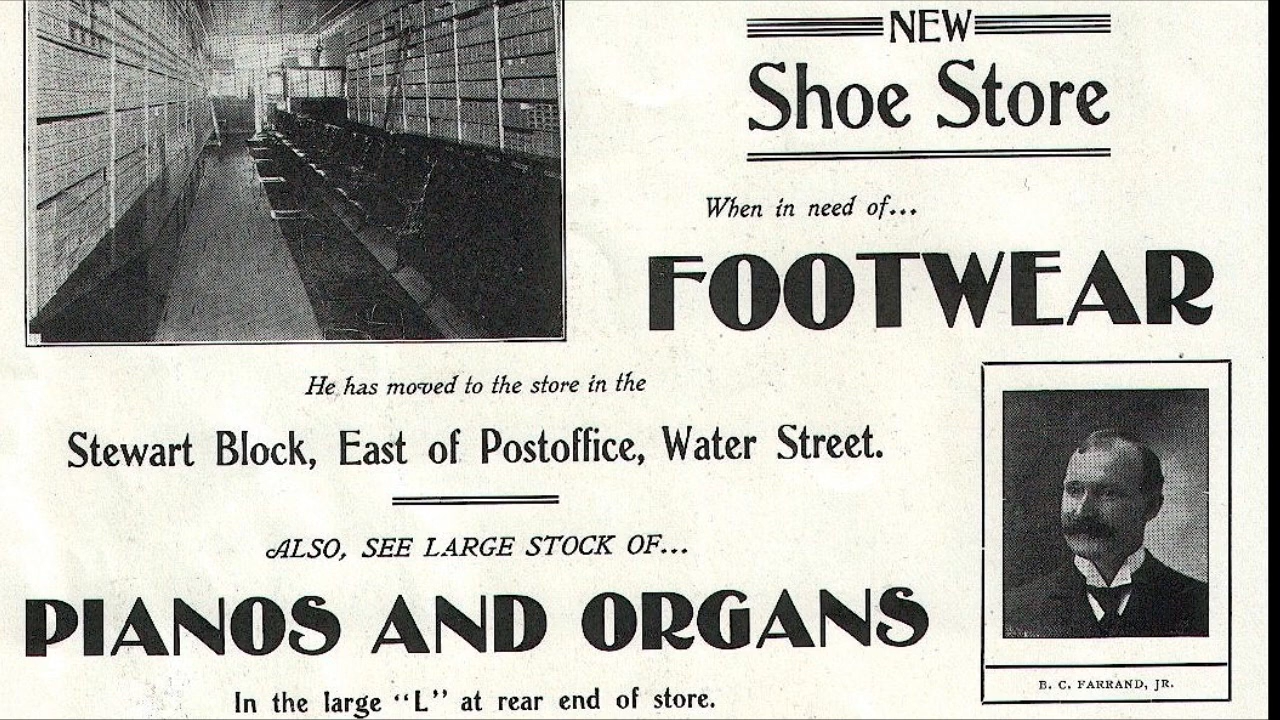 NEW
Shoe Store
When in need of...
FOOTWEAR
He has moved to the store in the
Stewart Block, East of Postoffice, Water Street.
ALSO, SEE LARGE STOCK OF...
PIANOS AND ORGANS
In the large "L" at rear end of store.
B. C. FARRAND, JR.